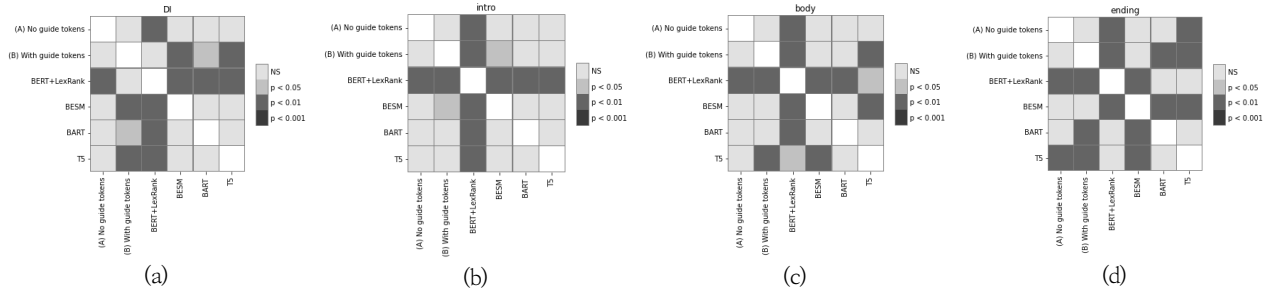 DI
(A) No guide tokens
(B) With guide tokens
BERT+LexRank
BESM
BART
T5
(A) No guide tokens
(B) With guide tokens
BERT+LexRank
BESM
BART
T5
NS
p < 0.05
p < 0.01
p < 0.001
(a)
intro
(A) No guide tokens
(B) With guide tokens
BERT+LexRank
BESM
BART
T5
(A) No guide tokens
(B) With guide tokens
BERT+LexRank
BESM
BART
T5
NS
p < 0.05
p < 0.01
p < 0.001
(b)
body
(A) No guide tokens
(B) With guide tokens
BERT+LexRank
BESM
BART
T5
(A) No guide tokens
(B) With guide tokens
BERT+LexRank
BESM
BART
T5
NS
p < 0.05
p < 0.01
p < 0.001
(c)
ending
(A) No guide tokens
(B) With guide tokens
BERT+LexRank
BESM
BART
T5
(A) No guide tokens
(B) With guide tokens
BERT+LexRank
BESM
BART
T5
NS
p < 0.05
p < 0.01
p < 0.001
(d)